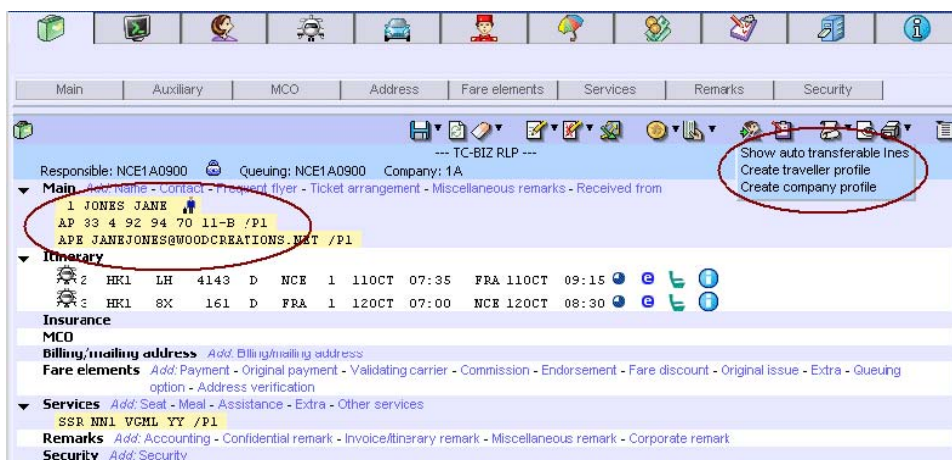 Main Auxiliary MCO Address Fare elements Services Remarks Security
--- TC-BIZ RLP ---
Responsible: NCE1A0900 Queuing: NCE1A0900 Company: 1A
Show auto transferable lnes
Create traveller profile
Create company profile
Main Add: Name - Contact - Frequent flyer - Ticket arrangement - Miscellaneous remarks - Received from
1 JONES JANE
AP 33 4 92 94 70 11-B /P1
APE JANEJONES@WOODCREATIONS.NET /P1
Itinerary
2 HK1 LH 4143 D NCE 1 11OCT 07:35 FRA 11OCT 09:15
3 HK1 8X 161 D FRA 1 12OCT 07:00 NCE 12OCT 08:30
Insurance
MCO
Billing/mailing address Add: Billing/mailing address
Fare elements Add: Payment - Original payment - Validating carrier - Commission - Endorsement - Fare discount - Original issue - Extra - Queuing
option - Address verification
Services Add: Seat - Meal - Assistance - Extra - Other services
SSR NN1 VGML YY /P1
Remarks Add: Accounting - Confidential remark - Invoice/itinerary remark - Miscellaneous remark - Corporate remark
Security Add: Security